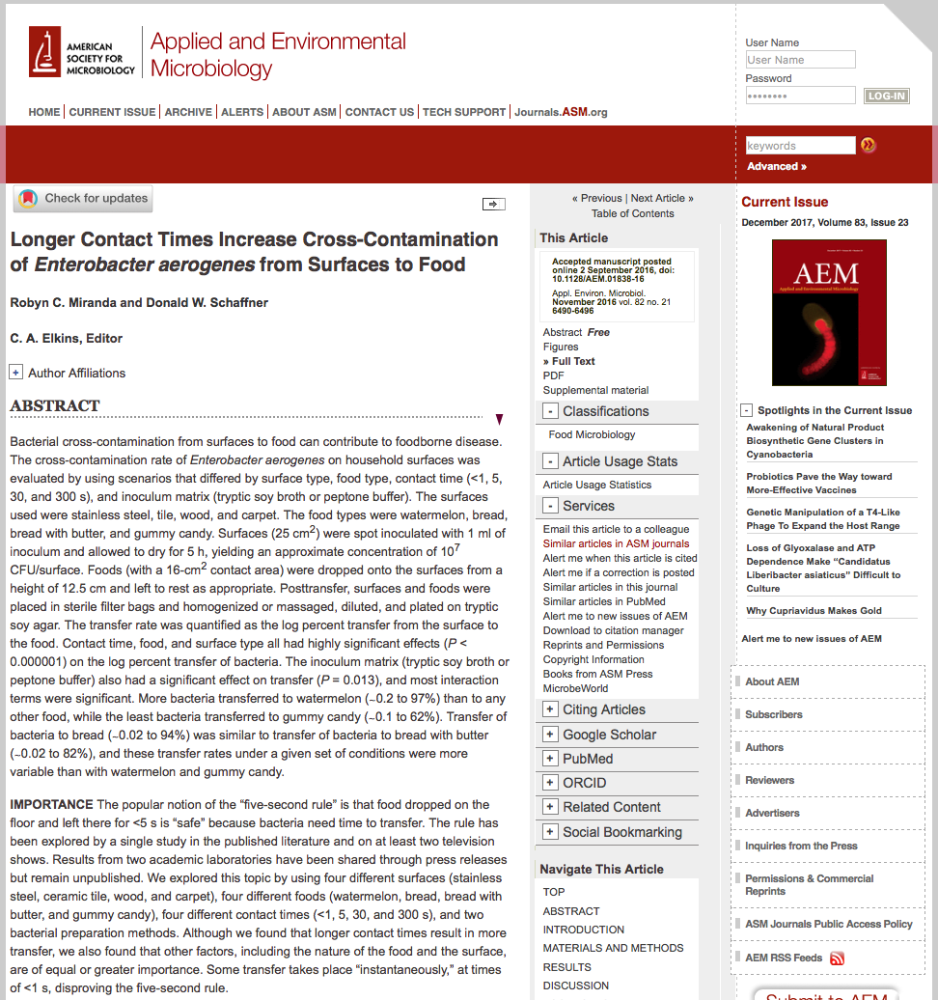 AMERICAN
SOCIETY FOR
MICROBIOLOGY
Applied and Environmental
Microbiology
User Name
User Name
Password
LOG-IN
HOME | CURRENT ISSUE | ARCHIVE | ALERTS | ABOUT ASM | CONTACT US | TECH SUPPORT | Journals.ASM.org
keywords
Advanced »
Check for updates
Longer Contact Times Increase Cross-Contamination
of Enterobacter aerogenes from Surfaces to Food
Robyn C. Miranda and Donald W. Schaffner
C. A. Elkins, Editor
+ Author Affiliations
ABSTRACT
Bacterial cross-contamination from surfaces to food can contribute to foodborne disease.
The cross-contamination rate of Enterobacter aerogenes on household surfaces was
evaluated by using scenarios that differed by surface type, food type, contact time (<1, 5,
30, and 300 s), and inoculum matrix (tryptic soy broth or peptone buffer). The surfaces
used were stainless steel, tile, wood, and carpet. The food types were watermelon, bread,
bread with butter, and gummy candy. Surfaces (25 cm2) were spot inoculated with 1 ml of
inoculum and allowed to dry for 5 h, yielding an approximate concentration of 107
CFU/surface. Foods (with a 16-cm2 contact area) were dropped onto the surfaces from a
height of 12.5 cm and left to rest as appropriate. Posttransfer, surfaces and foods were
placed in sterile filter bags and homogenized or massaged, diluted, and plated on tryptic
soy agar. The transfer rate was quantified as the log percent transfer from the surface to
the food. Contact time, food, and surface type all had highly significant effects (P <
0.000001) on the log percent transfer of bacteria. The inoculum matrix (tryptic soy broth or
peptone buffer) also had a significant effect on transfer (P = 0.013), and most interaction
terms were significant. More bacteria transferred to watermelon (~0.2 to 97%) than to any
other food, while the least bacteria transferred to gummy candy (~0.1 to 62%). Transfer of
bacteria to bread (~0.02 to 94%) was similar to transfer of bacteria to bread with butter
(~0.02 to 82%), and these transfer rates under a given set of conditions were more
variable than with watermelon and gummy candy.
IMPORTANCE The popular notion of the “five-second rule” is that food dropped on the
floor and left there for <5 s is “safe” because bacteria need time to transfer. The rule has
been explored by a single study in the published literature and on at least two television
shows. Results from two academic laboratories have been shared through press releases
but remain unpublished. We explored this topic by using four different surfaces (stainless
steel, ceramic tile, wood, and carpet), four different foods (watermelon, bread, bread with
butter, and gummy candy), four different contact times (<1, 5, 30, and 300 s), and two
bacterial preparation methods. Although we found that longer contact times result in more
transfer, we also found that other factors, including the nature of the food and the surface,
are of equal or greater importance. Some transfer takes place “instantaneously,” at times
of <1 s, disproving the five-second rule.
« Previous | Next Article »
Table of Contents
This Article
Accepted manuscript posted
online 2 September 2016, doi:
10.1128/AEM.01838-16
Appl. Environ. Microbiol.
November 2016 vol. 82 no. 21
6490-6496
Abstract Free
Figures
» Full Text
PDF
Supplemental material
- Classifications
Food Microbiology
- Article Usage Stats
Article Usage Statistics
- Services
Email this article to a colleague
Similar articles in ASM journals
Alert me when this article is cited
Alert me if a correction is posted
Similar articles in this journal
Similar articles in PubMed
Alert me to new issues of AEM
Download to citation manager
Reprints and Permissions
Copyright Information
Books from ASM Press
MicrobeWorld
+ Citing Articles
+ Google Scholar
+ PubMed
+ ORCID
+ Related Content
+ Social Bookmarking
Navigate This Article
TOP
ABSTRACT
INTRODUCTION
MATERIALS AND METHODS
RESULTS
DISCUSSION
Current Issue
December 2017, Volume 83, Issue 23
AEM
Applied and Environmental Microbiology
- Spotlights in the Current Issue
Awakening of Natural Product
Biosynthetic Gene Clusters in
Cyanobacteria
Probiotics Pave the Way toward
More-Effective Vaccines
Genetic Manipulation of a T4-Like
Phage To Expand the Host Range
Loss of Glyoxalase and ATP
Dependence Make “Candidatus
Liberibacter asiaticus” Difficult to
Culture
Why Cupriavidus Makes Gold
Alert me to new issues of AEM
About AEM
Subscribers
Authors
Reviewers
Advertisers
Inquiries from the Press
Permissions & Commercial
Reprints
ASM Journals Public Access Policy
AEM RSS Feeds
Submit to AEM